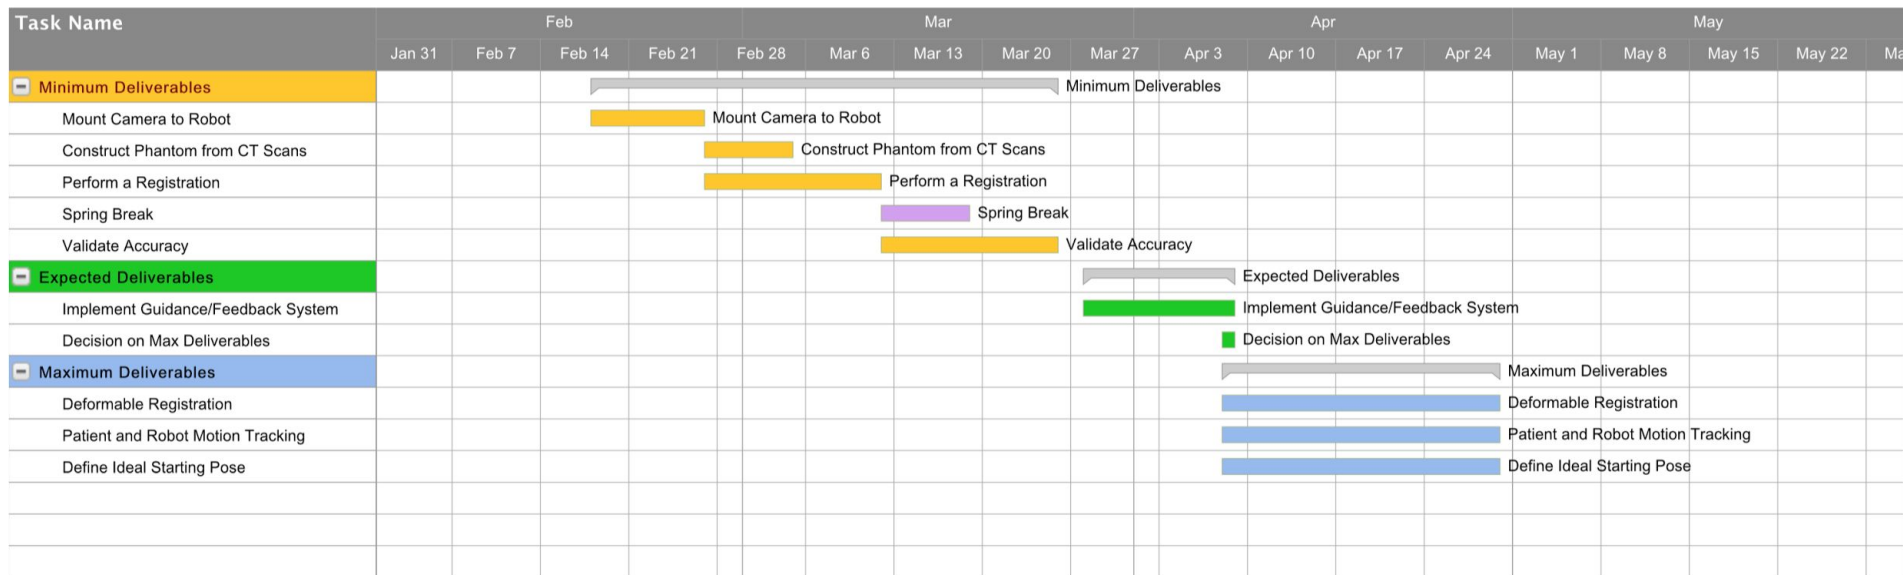 Task Name Feb Mar Apr May
Jan 31 Feb 7 Feb 14 Feb 21 Feb 28 Mar 6 Mar 13 Mar 20 Mar 27 Apr 3 Apr 10 Apr 17 Apr 24 May 1 May 8 May 15 May 22 Ma
Minimum Deliverables Minimum Deliverables
Mount Camera to Robot Mount Camera to Robot
Construct Phantom from CT Scans Construct Phantom from CT Scans
Perform a Registration Perform a Registration
Spring Break Spring Break
Validate Accuracy Validate Accuracy
Expected Deliverables Expected Deliverables
Implement Guidance/Feedback System Implement Guidance/Feedback System
Decision on Max Deliverables Decision on Max Deliverables
Maximum Deliverables Maximum Deliverables
Deformable Registration Deformable Registration
Patient and Robot Motion Tracking Patient and Robot Motion Tracking
Define Ideal Starting Pose Define Ideal Starting Pose